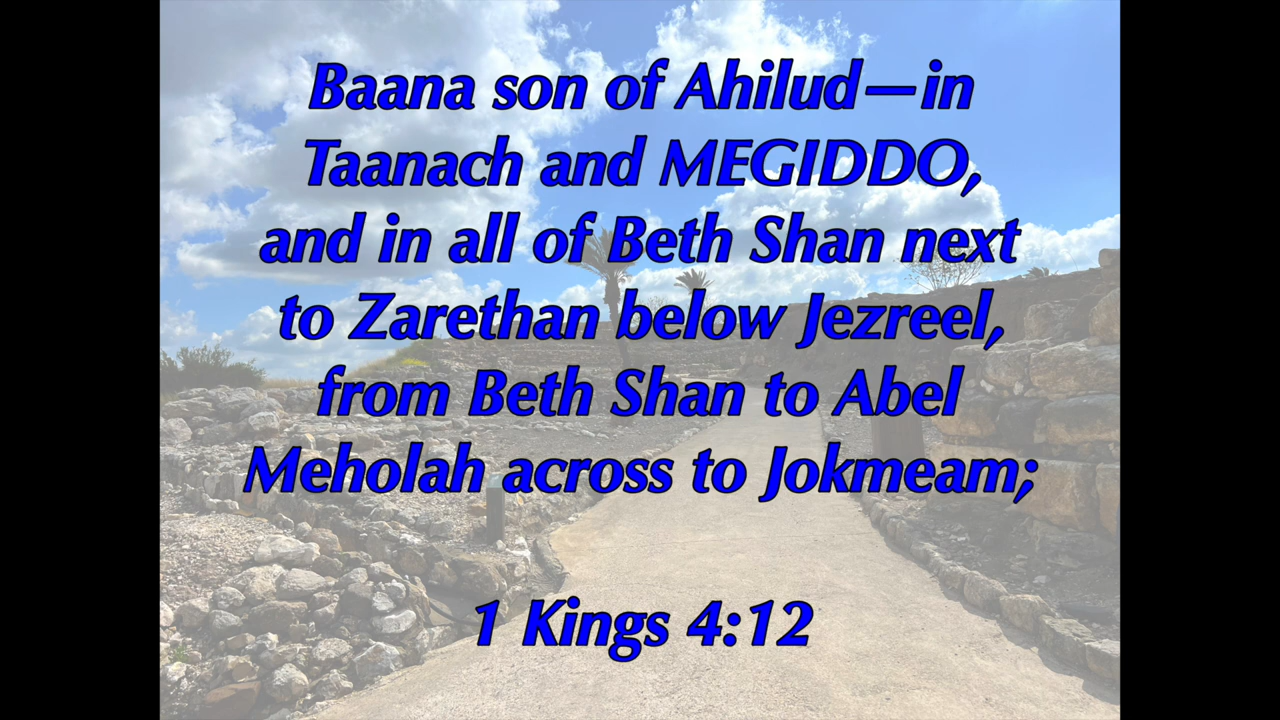 Baana son of Ahilud—in
Taanach and MEGIDDO,
and in all of Beth Shan next
to Zarethan below Jezreel,
from Beth Shan to Abel
Meholah across to Jokmeam;
1 Kings 4:12